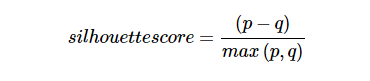 silhouettescore = (p − q) / max (p, q)